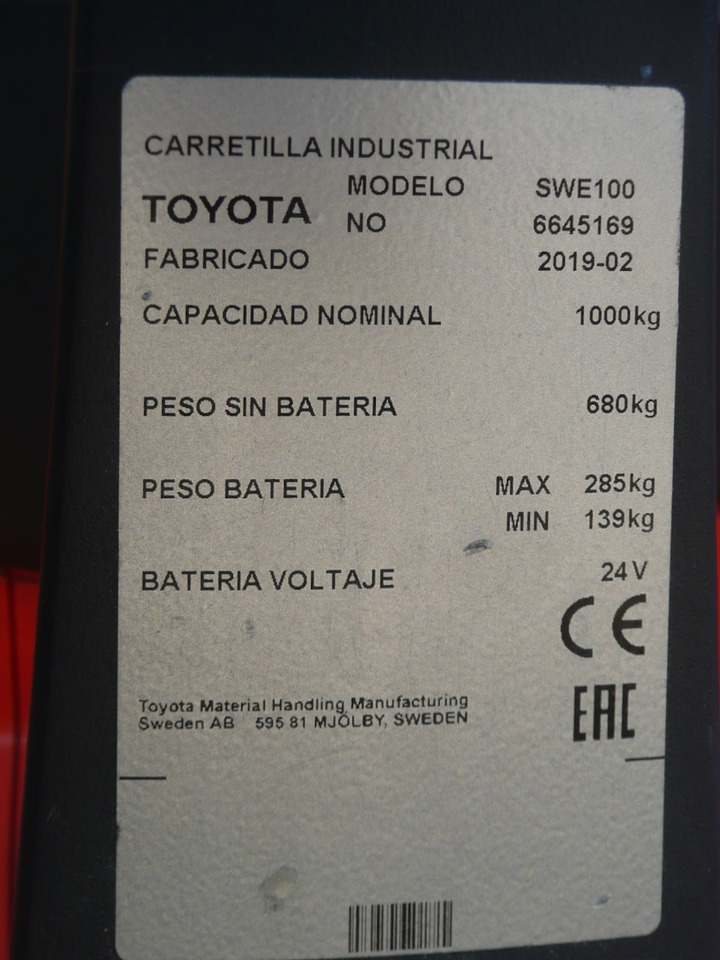 CARRETILLA INDUSTRIAL
MODELO SWE100
TOYOTA
NO 6645169
FABRICADO 2019-02
CAPACIDAD NOMINAL 1000kg
PESO SIN BATERIA 680kg
PESO BATERIA MAX 285kg
MIN 139kg
BATERIA VOLTAJE 24V
CE
EAC
Toyota Material Handling Manufacturing
Sweden AB 595 81 MJÖLBY, SWEDEN